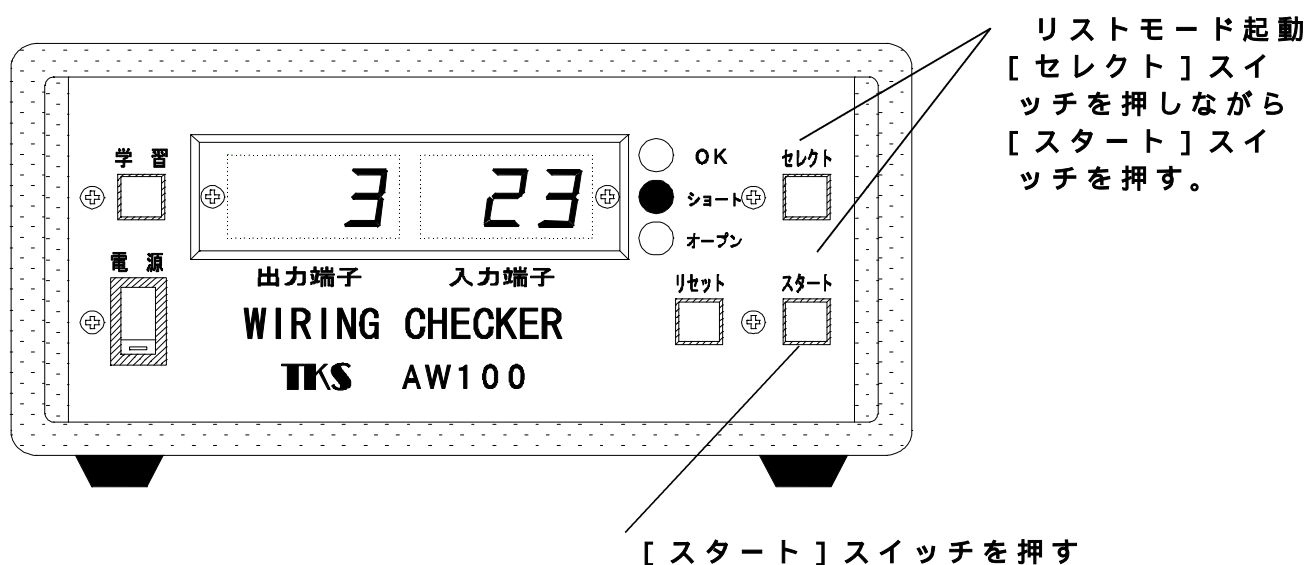 リストモード起動
[セレクト]スイ
ッチを押しながら
[スタート]スイ
ッチを押す。
学習
3 23
OK
セレクト
ショート
オープン
電源
出力端子 入力端子
リセット
スタート
WIRING CHECKER
TKS AW100
[スタート]スイッチを押す